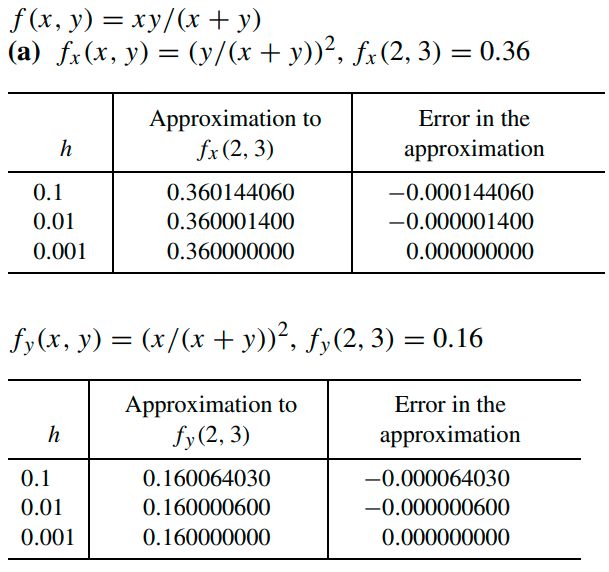 f(x, y) = xy/(x + y)
(a) fₓ(x, y) = (y/(x + y))², fₓ(2, 3) = 0.36
Approximation to Error in the
h fₓ(2, 3) approximation
0.1 0.360144060 −0.000144060
0.01 0.360001400 −0.000001400
0.001 0.360000000 0.000000000
f_y(x, y) = (x/(x + y))², f_y(2, 3) = 0.16
Approximation to Error in the
h f_y(2, 3) approximation
0.1 0.160064030 −0.000064030
0.01 0.160000600 −0.000000600
0.001 0.160000000 0.000000000